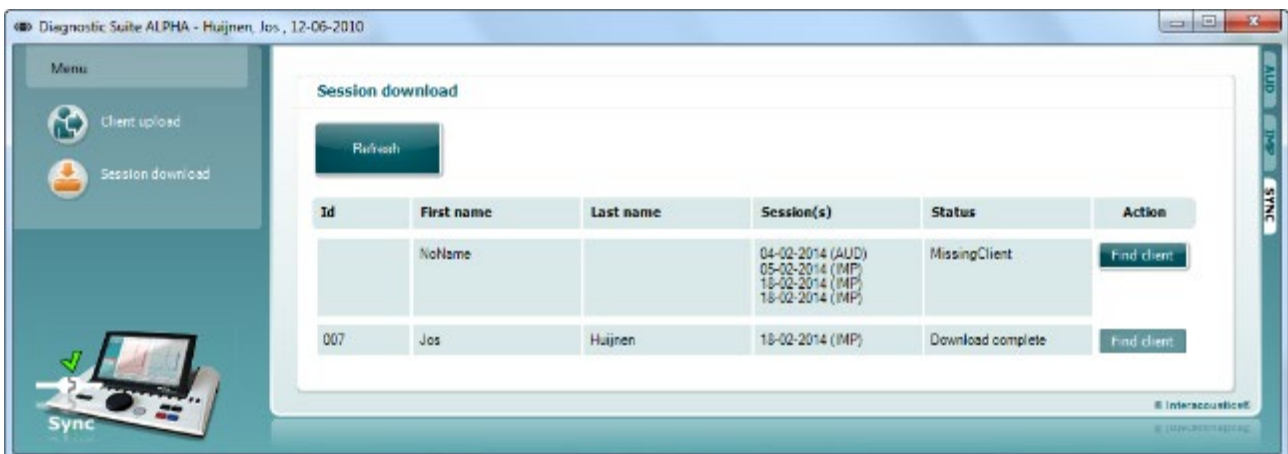 Diagnostic Suite ALPHA - Huijnen, Jos , 12-06-2010
Menu
Client upload
Session download
Sync
Session download
Refresh
Id First name Last name Session(s) Status Action
NoName 04-02-2014 (AUD) MissingClient Find client
05-02-2014 (IMP)
18-02-2014 (IMP)
18-02-2014 (IMP)
007 Jos Huijnen 18-02-2014 (IMP) Download complete Find client
® Interacoustics®
AUD
IMP
SYNC